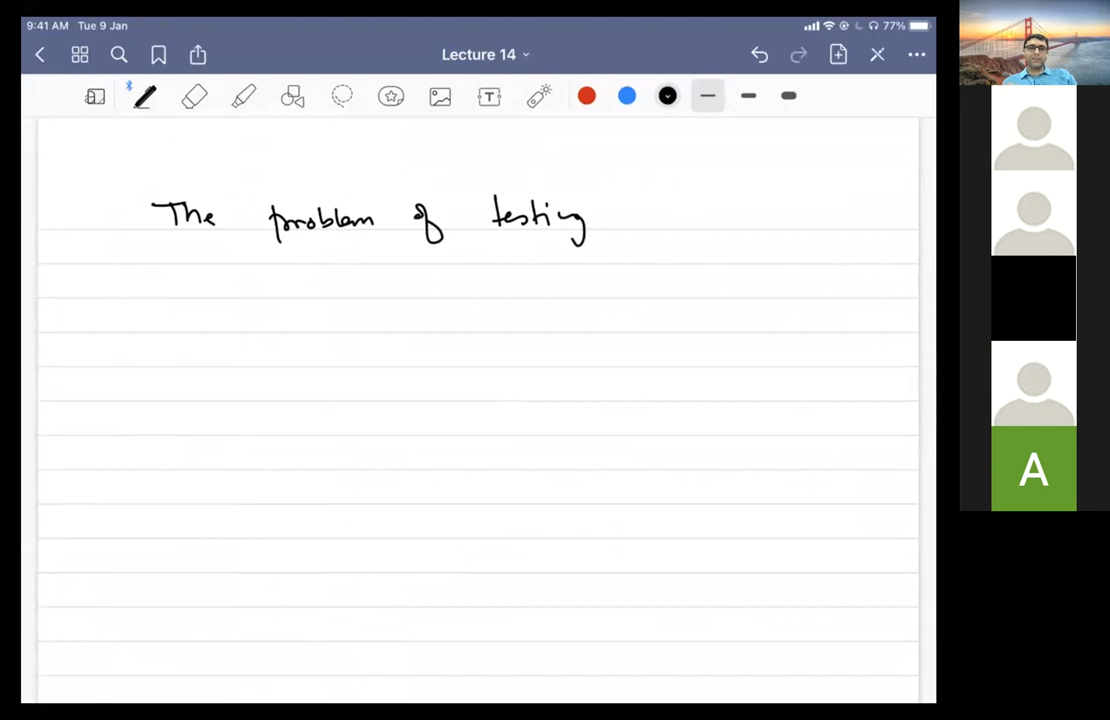 9:41 AM Tue 9 Jan 77%
Lecture 14
T
The problem of testing
A